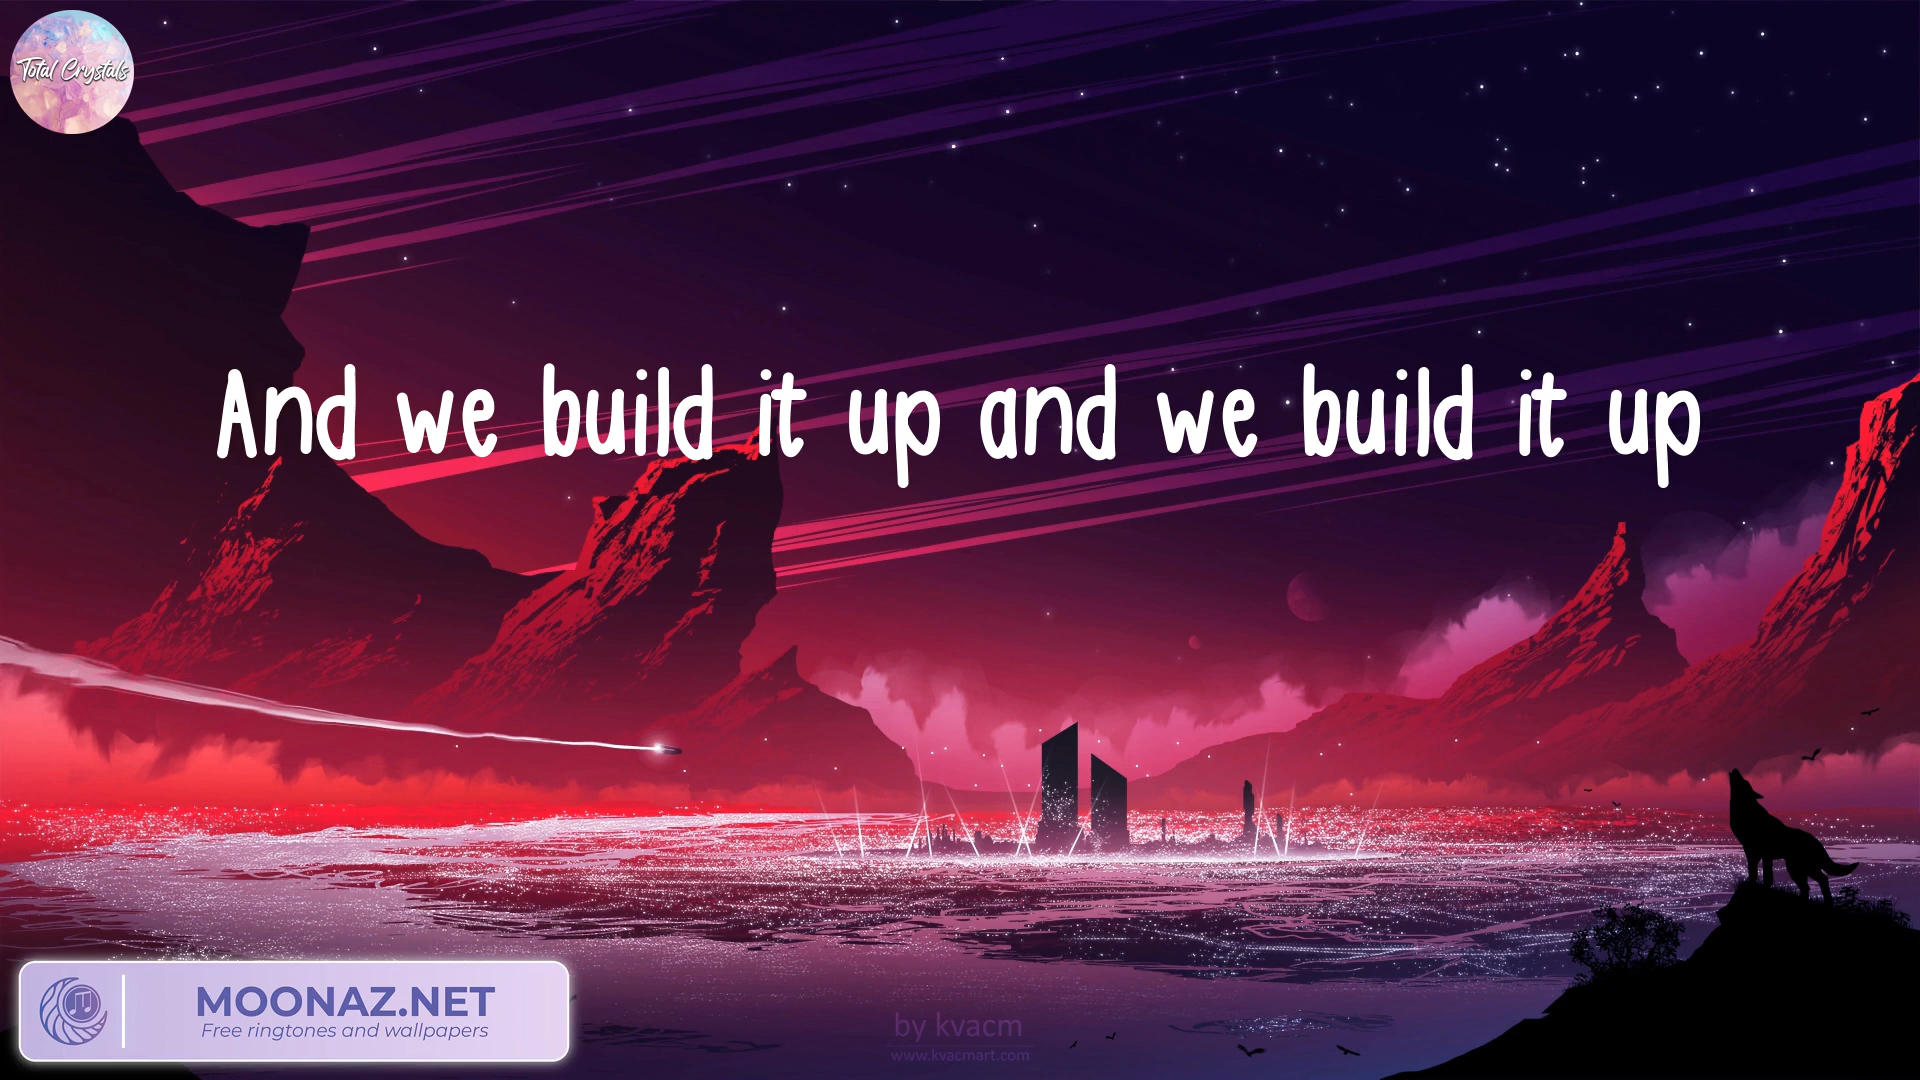 Total Crystals
And we build it up and we build it up
MOONAZ.NET
Free ringtones and wallpapers
by kvacm
www.kvacmart.com